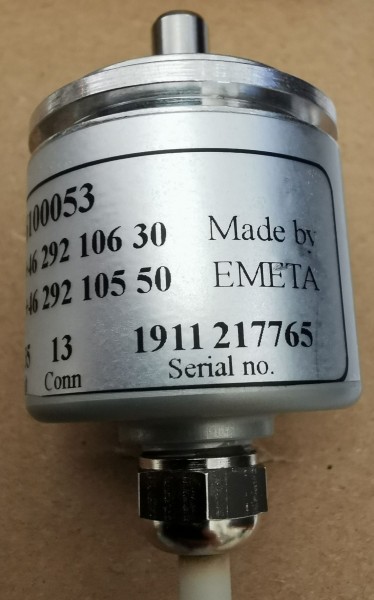 100053
46 292 106 30
Made by
46 292 105 50
EMETA
13
1911 217765
Conn
Serial no.